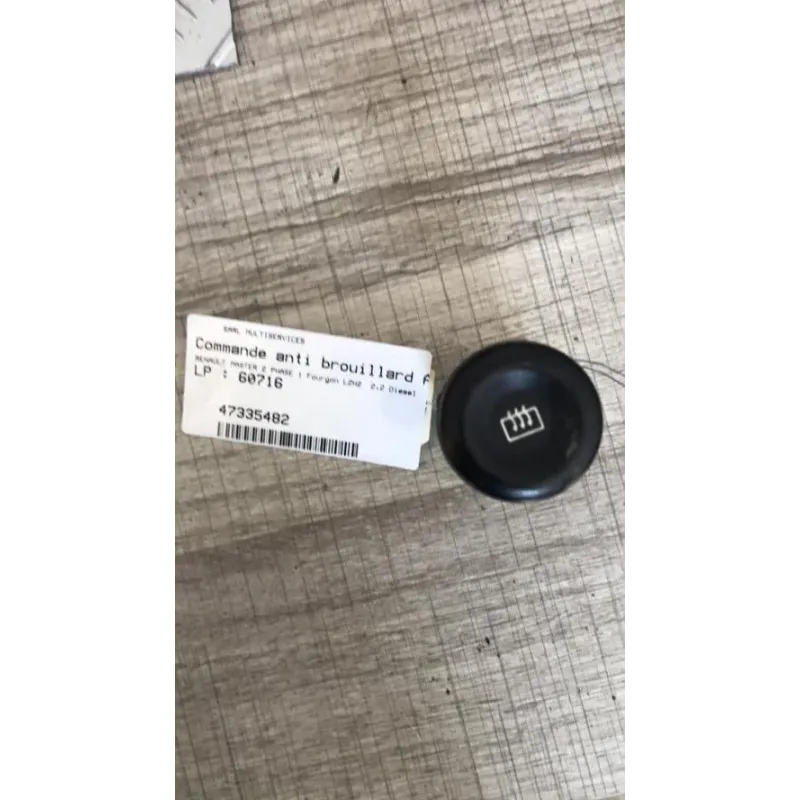 SARL MULTISERVICES
Commande anti brouillard
RENAULT MASTER 2 PHASE 1 Fourgon L2H2 2.2 Diesel
LP : 60716
47335482